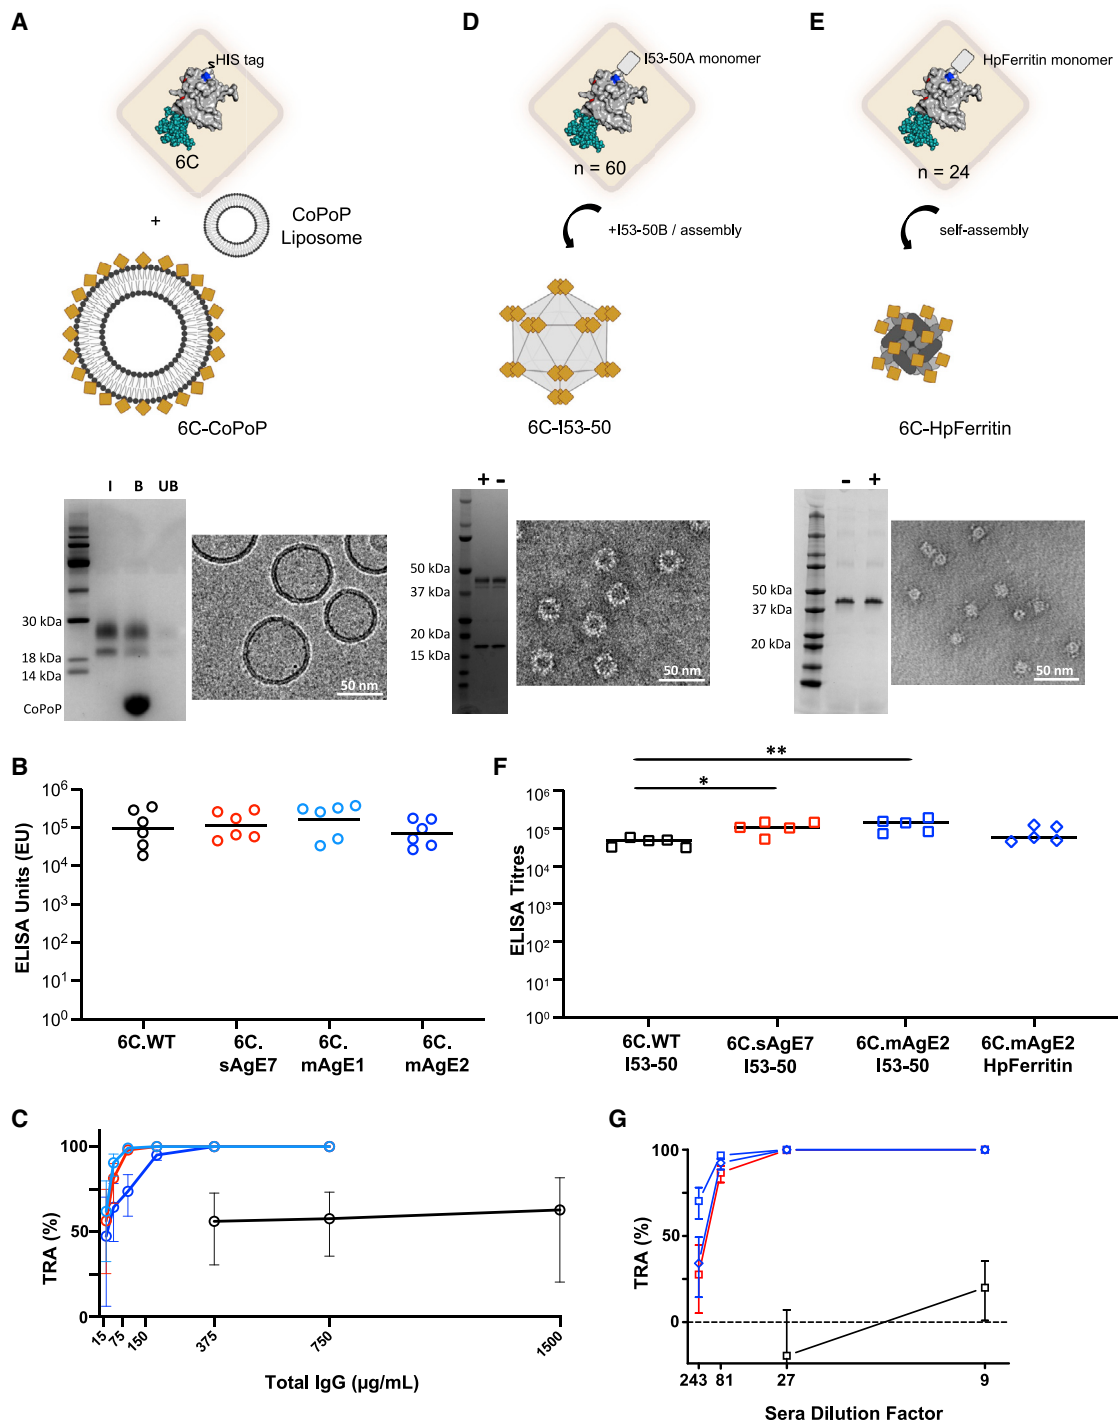 A
HIS tag
6C
+
CoPoP
Liposome
6C-CoPoP
I B UB
30 kDa
18 kDa
14 kDa
CoPoP
50 nm
D
I53-50A monomer
n = 60
+I53-50B / assembly
6C-I53-50
+ -
50 kDa
37 kDa
20 kDa
15 kDa
50 nm
E
HpFerritin monomer
n = 24
self-assembly
6C-HpFerritin
- +
50 kDa
37 kDa
20 kDa
50 nm
B
ELISA Units (EU)
10^6
10^5
10^4
10^3
10^2
10^1
10^0
6C.WT
6C.
sAgE7
6C.
mAgE1
6C.
mAgE2
F
**
*
ELISA Titres
10^6
10^5
10^4
10^3
10^2
10^1
10^0
6C.WT
I53-50
6C.sAgE7
I53-50
6C.mAgE2
I53-50
6C.mAgE2
HpFerritin
C
TRA (%)
100
50
0
15 75 150 375 750 1500
Total IgG (µg/mL)
G
TRA (%)
100
50
0
243 81 27 9
Sera Dilution Factor